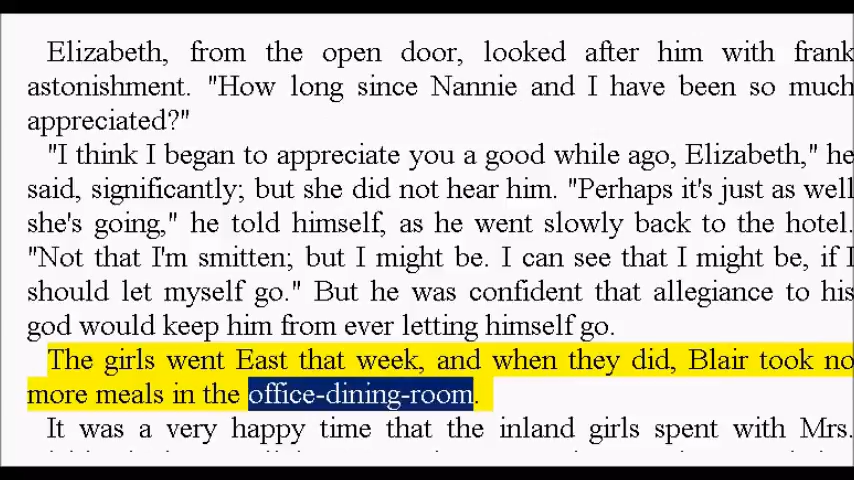 Elizabeth, from the open door, looked after him with frank
astonishment. "How long since Nannie and I have been so much
appreciated?"
"I think I began to appreciate you a good while ago, Elizabeth," he
said, significantly; but she did not hear him. "Perhaps it's just as well
she's going," he told himself, as he went slowly back to the hotel.
"Not that I'm smitten; but I might be. I can see that I might be, if I
should let myself go." But he was confident that allegiance to his
god would keep him from ever letting himself go.
The girls went East that week, and when they did, Blair took no
more meals in the office-dining-room.
It was a very happy time that the inland girls spent with Mrs.